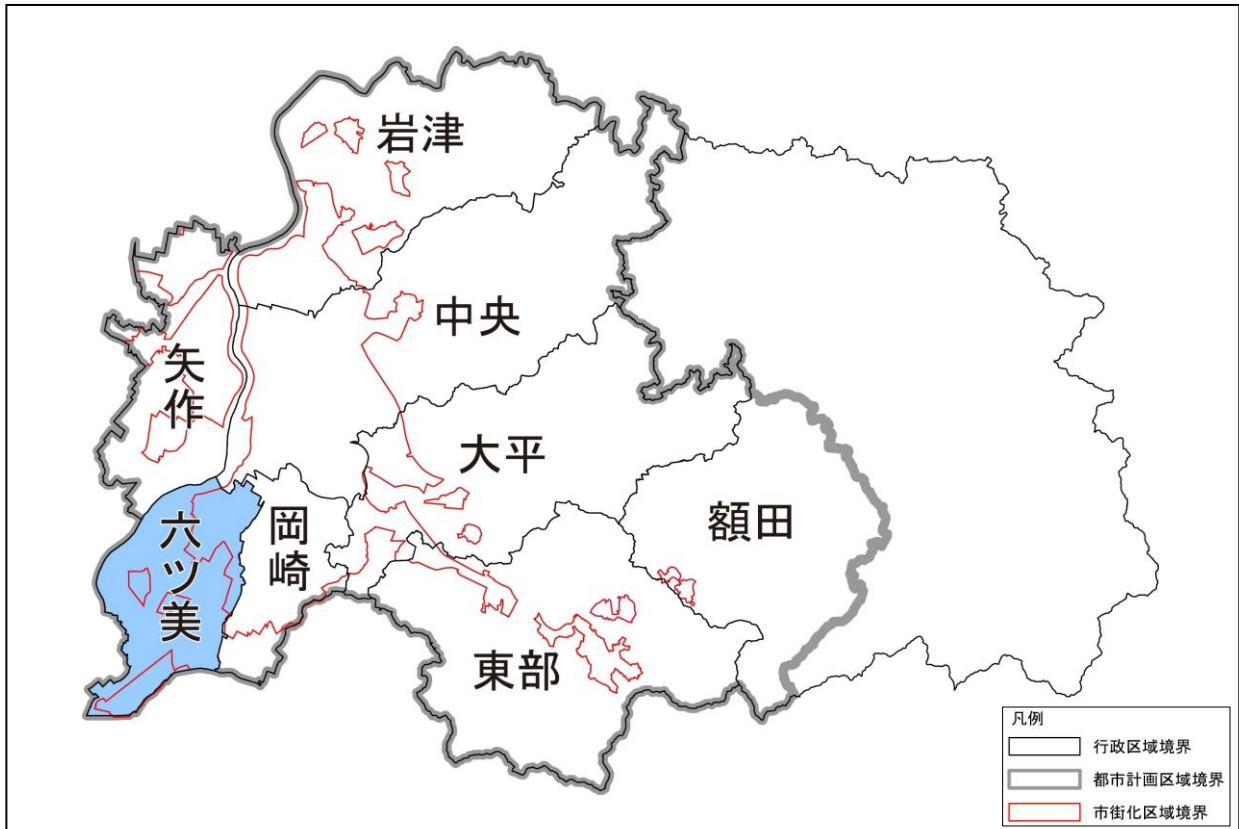 岩津
中央
矢作
大平
額田
岡崎
六ツ美
東部
凡例
行政区域境界
都市計画区域境界
市街化区域境界